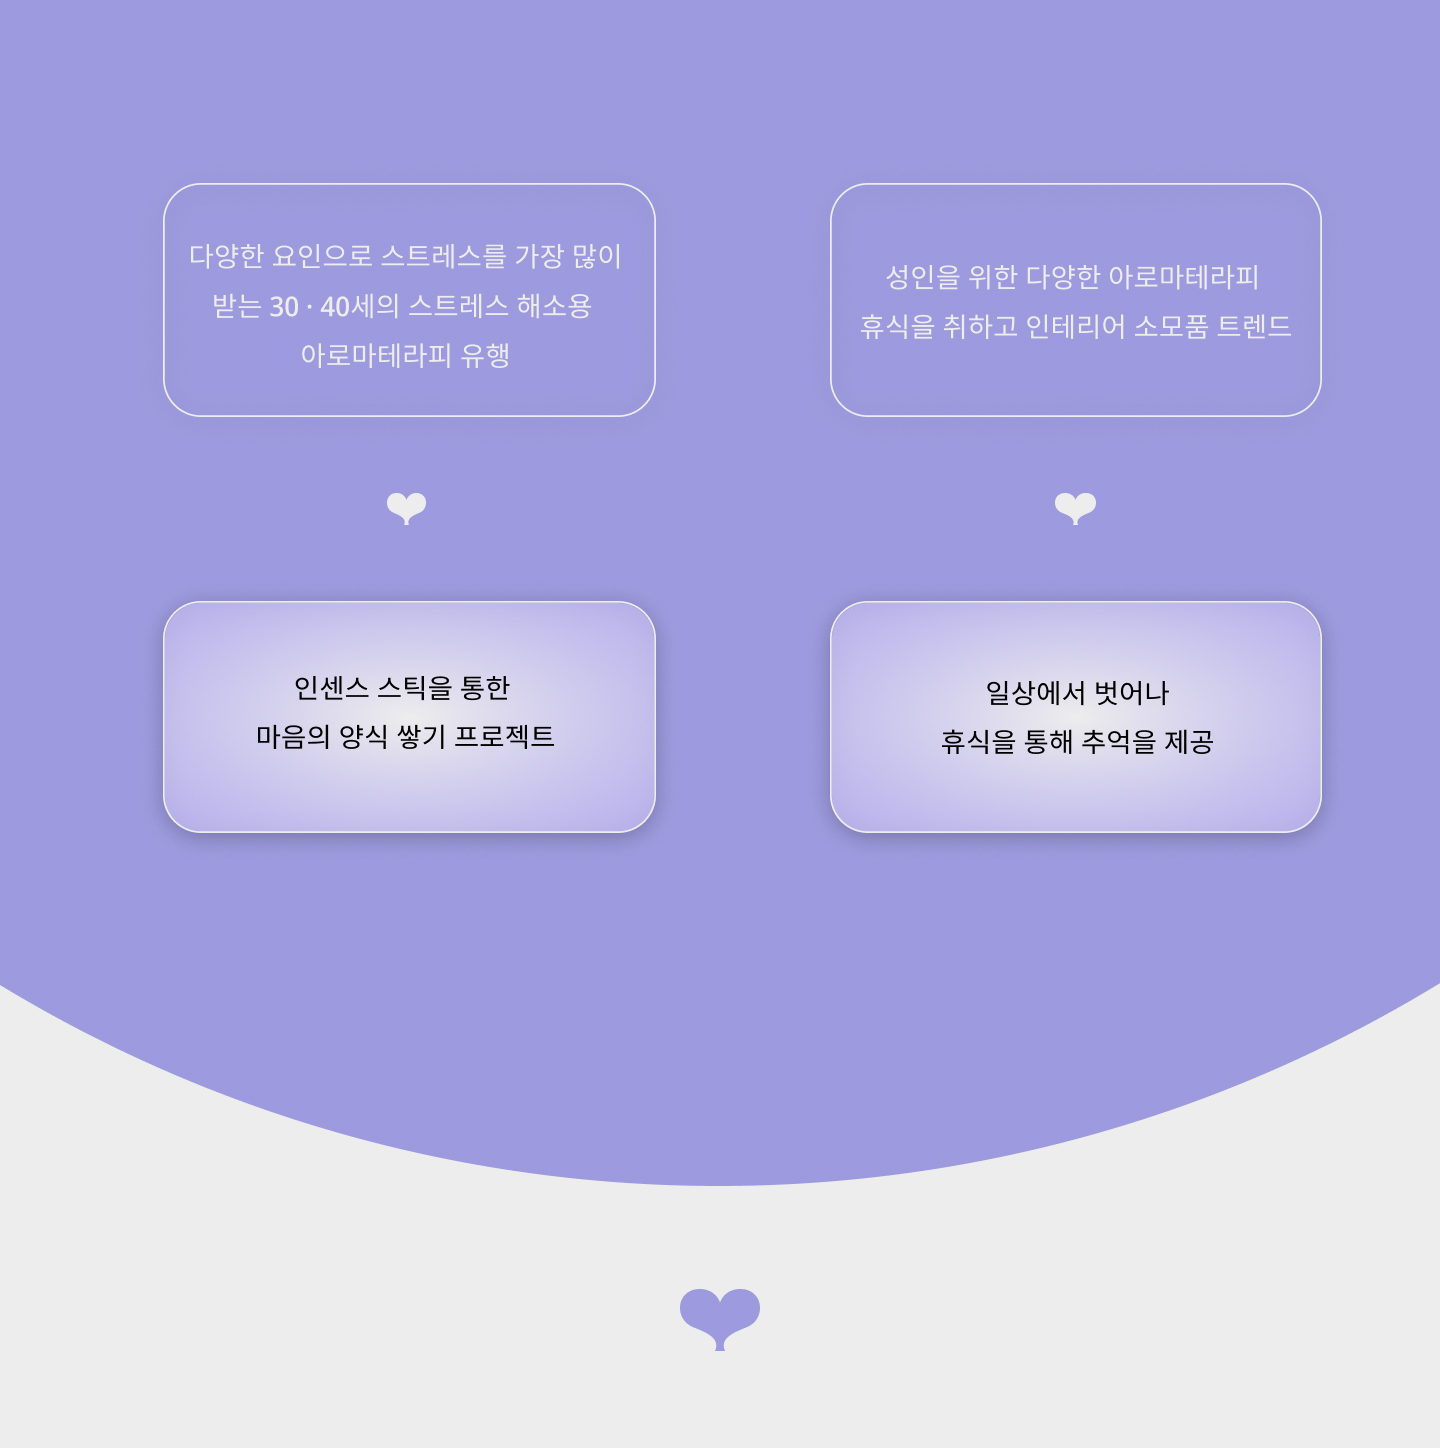 다양한 요인으로 스트레스를 가장 많이
받는 30 · 40세의 스트레스 해소용
아로마테라피 유행
성인을 위한 다양한 아로마테라피
휴식을 취하고 인테리어 소모품 트렌드
인센스 스틱을 통한
마음의 양식 쌓기 프로젝트
일상에서 벗어나
휴식을 통해 추억을 제공